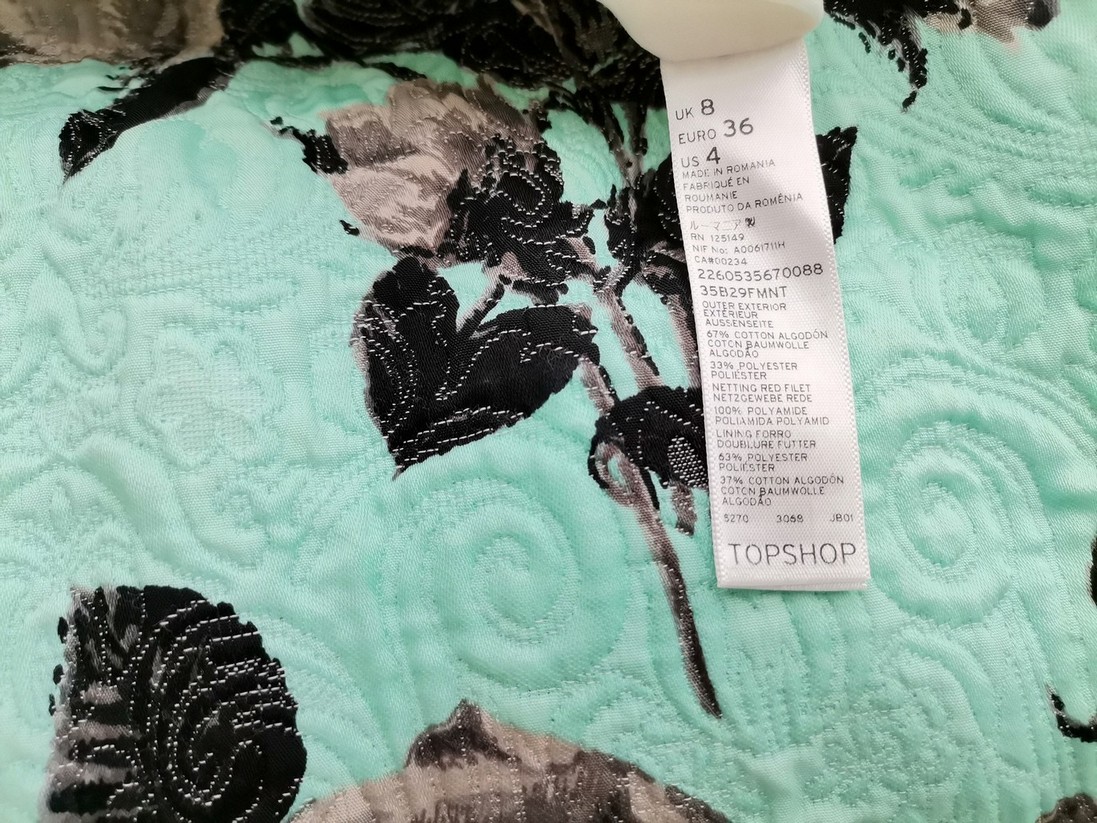 UK 8
EURO 36
US 4
MADE IN ROMANIA
FABRIQUÉ EN
ROUMANIE
PRODUTO DA ROMÊNIA
ルーマニア製
RN 125149
NIF No: A0061711H
CA#00234
2260535670088
35B29FMNT
OUTER EXTERIOR
EXTÉRIEUR
AUSSENSEITE
67% COTTON ALGODÓN
COTON BAUMWOLLE
ALGODÃO
33% POLYESTER
POLIÉSTER
NETTING RED FILET
NETZGEWEBE REDE
100% POLYAMIDE
POLIAMIDA POLYAMID
LINING FORRO
DOUBLURE FUTTER
63% POLYESTER
POLIÉSTER
37% COTTON ALGODÓN
COTON BAUMWOLLE
ALGODÃO
5270 3068 JB01
TOPSHOP